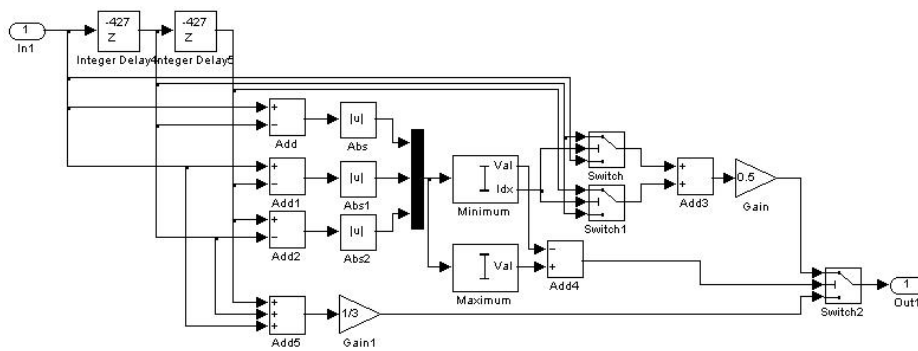 -427
Z
-427
Z
1
In1
Integer Delay4
Integer Delay5
+
−
Add
|u|
Abs
+
−
Add1
|u|
Abs1
+
−
Add2
|u|
Abs2
Val
Idx
Minimum
Val
Maximum
Switch
Switch1
+
+
Add3
0.5
Gain
−
+
Add4
Switch2
1
Out1
+
+
+
Add5
1/3
Gain1